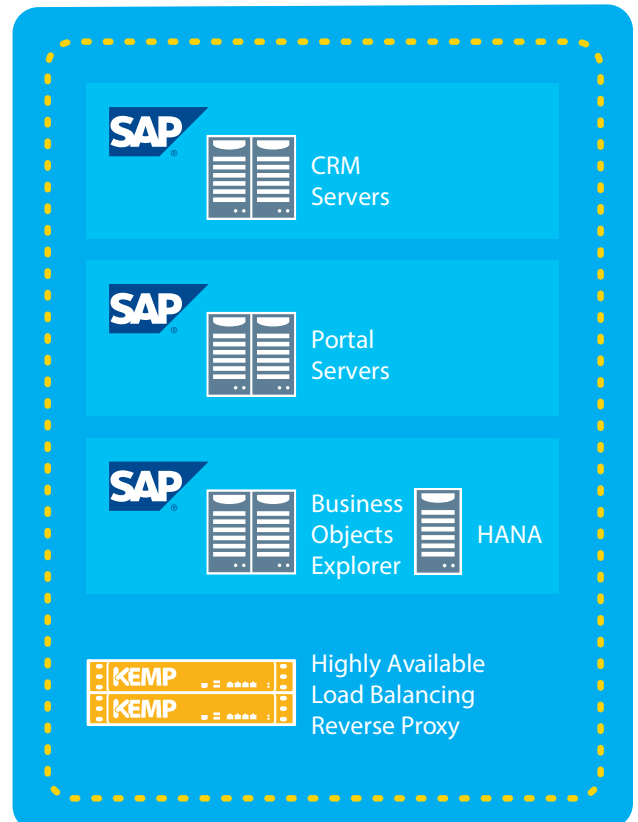 SAP
®
CRM
Servers
SAP
®
Portal
Servers
SAP
®
Business
Objects
Explorer
HANA
KEMP
KEMP
Highly Available
Load Balancing
Reverse Proxy